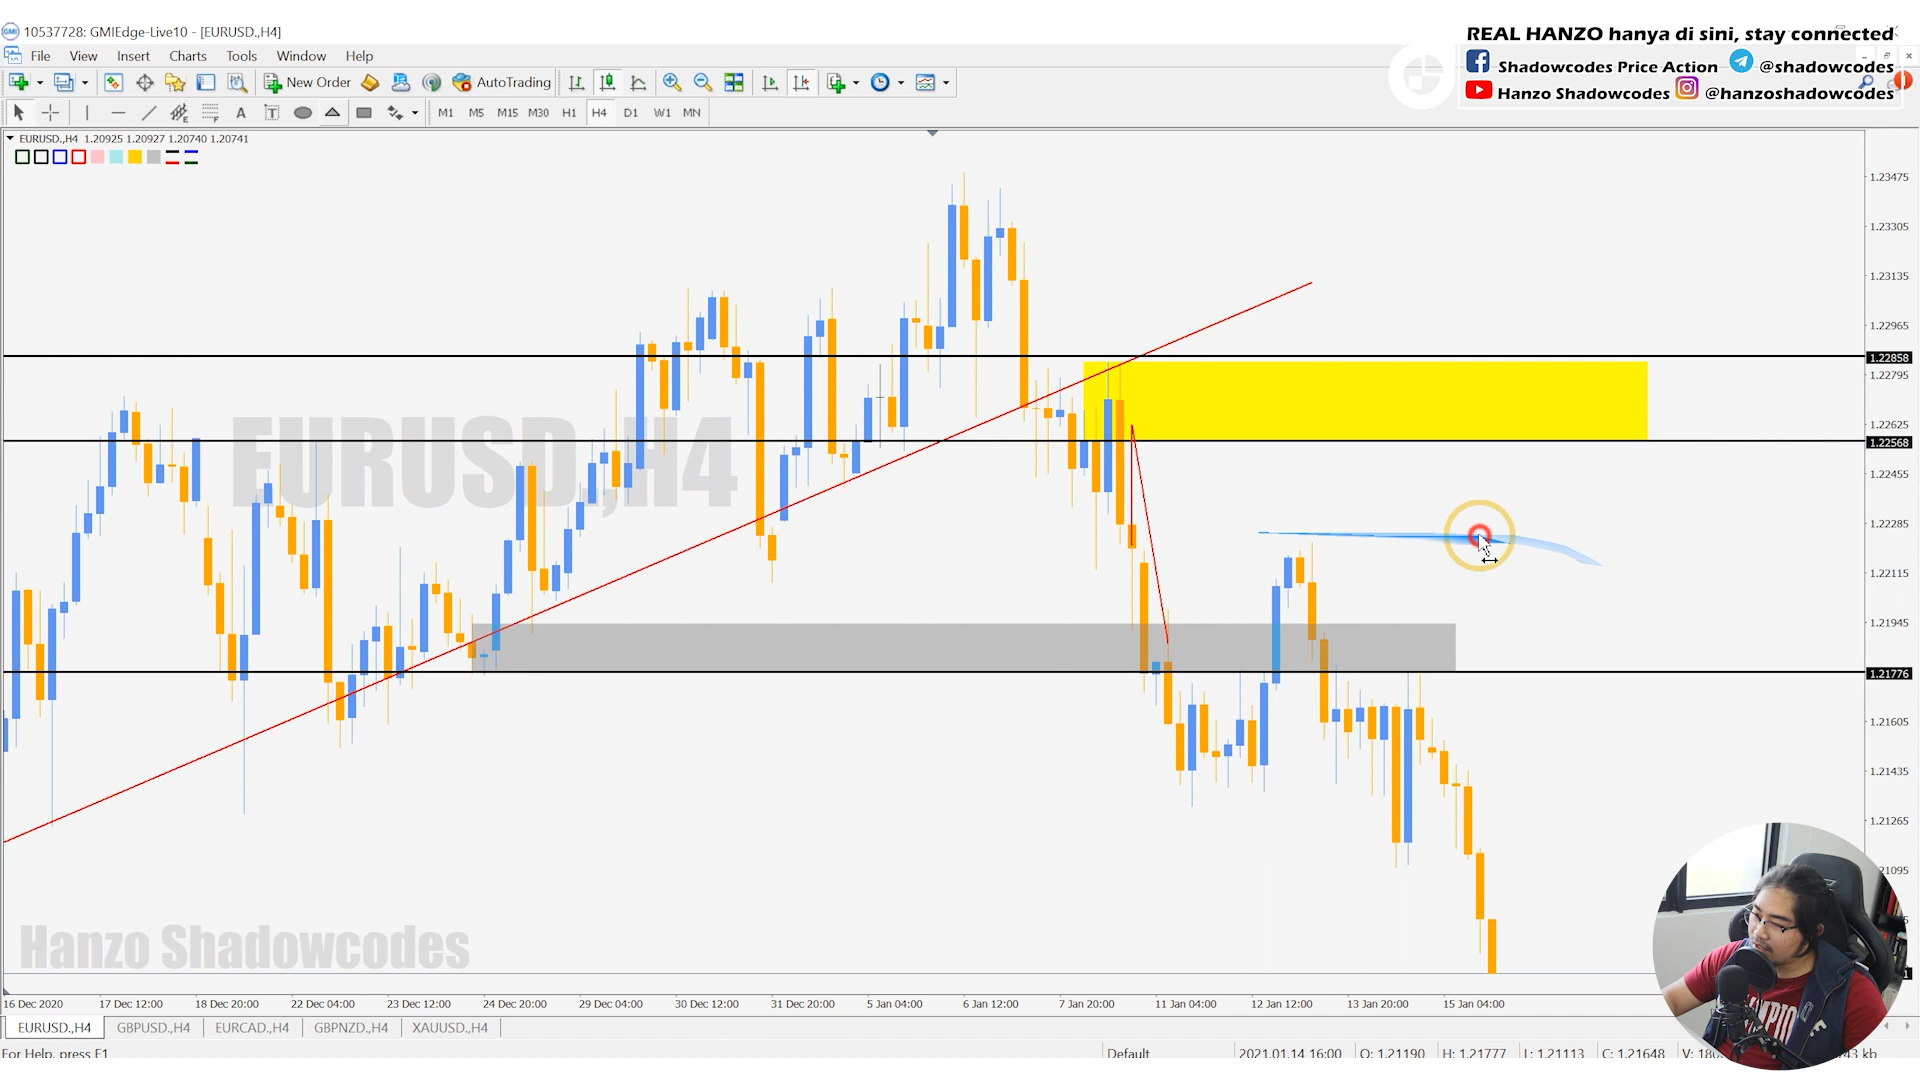 10537728: GMIEdge-Live10 - [EURUSD.,H4]
REAL HANZO hanya di sini, stay connected
Shadowcodes Price Action @shadowcodes
Hanzo Shadowcodes @hanzoshadowcodes
File View Insert Charts Tools Window Help
New Order AutoTrading
M1 M5 M15 M30 H1 H4 D1 W1 MN
EURUSD.,H4 1.20925 1.20927 1.20740 1.20741
EURUSD.,H4
Hanzo Shadowcodes
1.23475
1.23305
1.23135
1.22965
1.22858
1.22795
1.22625
1.22568
1.22455
1.22285
1.22115
1.21945
1.21776
1.21605
1.21435
1.21265
16 Dec 2020 17 Dec 12:00 18 Dec 20:00 22 Dec 04:00 23 Dec 12:00 24 Dec 20:00 29 Dec 04:00 30 Dec 12:00 31 Dec 20:00 5 Jan 04:00 6 Jan 12:00 7 Jan 20:00 11 Jan 04:00 12 Jan 12:00 13 Jan 20:00 15 Jan 04:00
EURUSD.,H4 GBPUSD.,H4 EURCAD.,H4 GBPNZD.,H4 XAUUSD.,H4
For Help, press F1 Default 2021.01.14 16:00 O: 1.21190 H: 1.21777 L: 1.21113 C: 1.21648